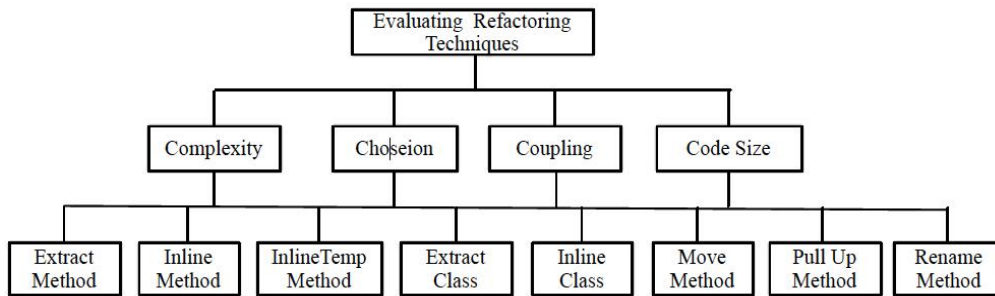 Evaluating Refactoring
Techniques
Complexity
Choseion
Coupling
Code Size
Extract
Method
Inline
Method
InlineTemp
Method
Extract
Class
Inline
Class
Move
Method
Pull Up
Method
Rename
Method